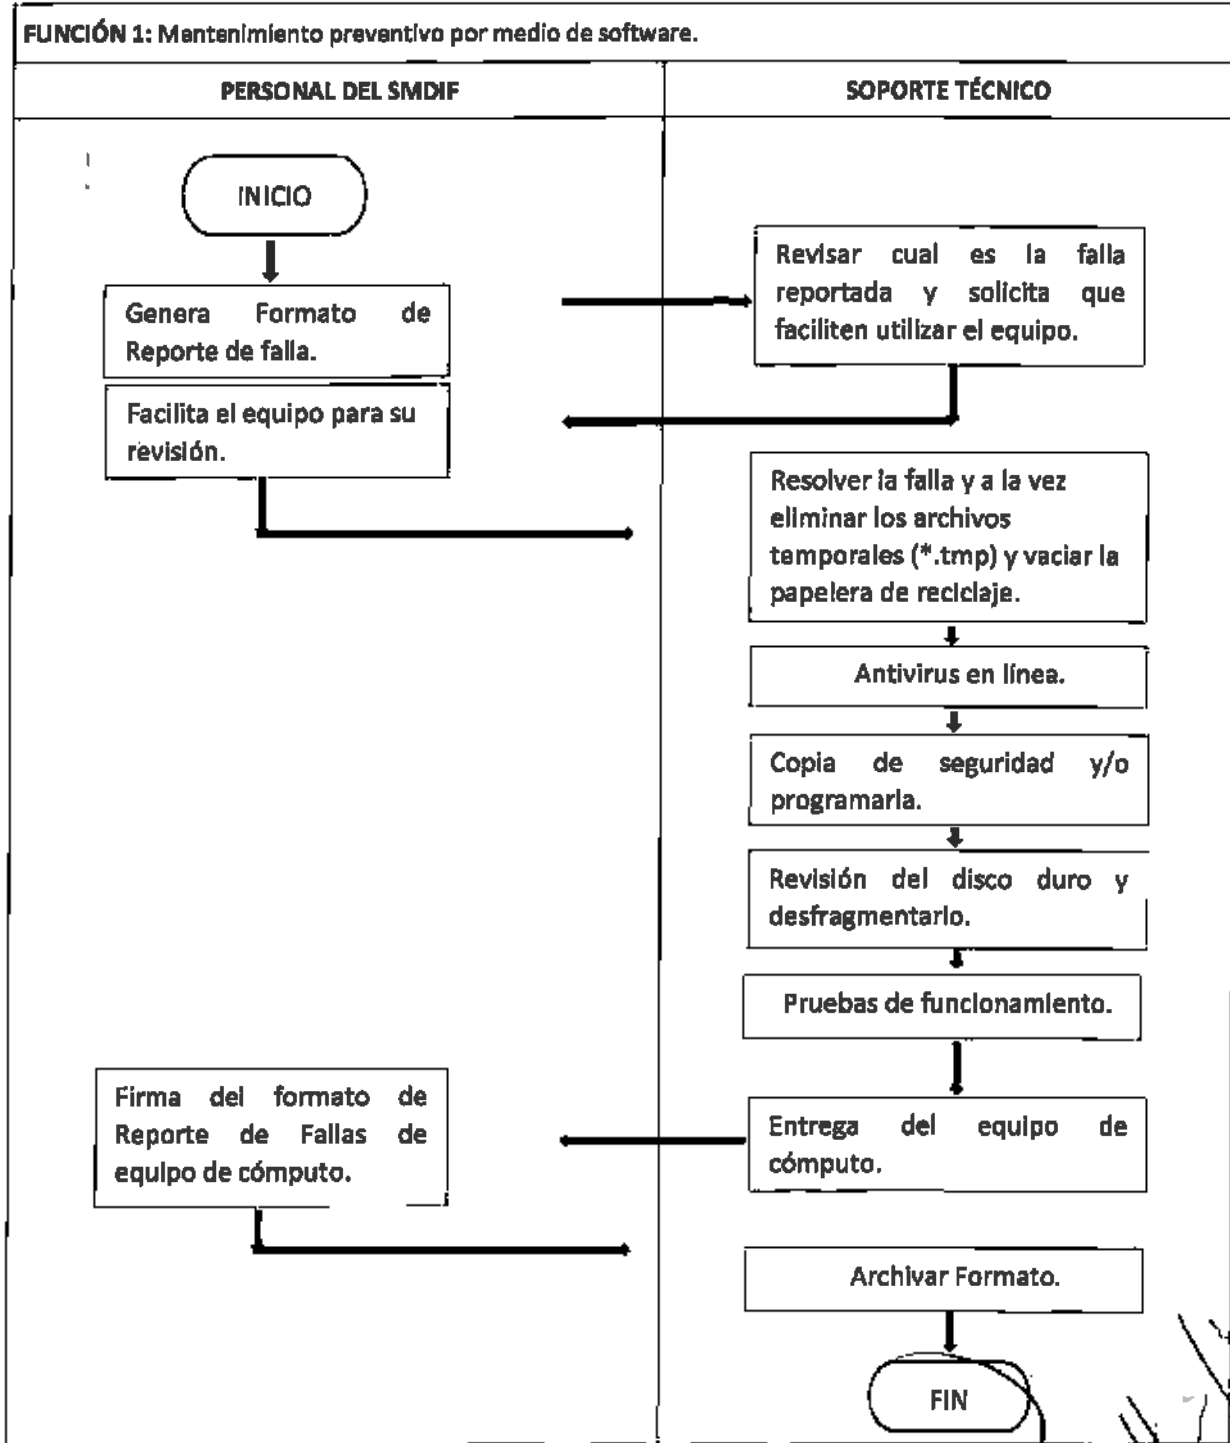 FUNCIÓN 1: Mantenimiento preventivo por medio de software.
PERSONAL DEL SMDIF
SOPORTE TÉCNICO
INICIO
Genera Formato de
Reporte de falla.
Revisar cual es la falla
reportada y solicita que
faciliten utilizar el equipo.
Facilita el equipo para su
revisión.
Resolver la falla y a la vez
eliminar los archivos
temporales (*.tmp) y vaciar la
papelera de reciclaje.
Antivirus en línea.
Copia de seguridad y/o
programarla.
Revisión del disco duro y
desfragmentarlo.
Pruebas de funcionamiento.
Entrega del equipo de
cómputo.
Firma del formato de
Reporte de Fallas de
equipo de cómputo.
Archivar Formato.
FIN